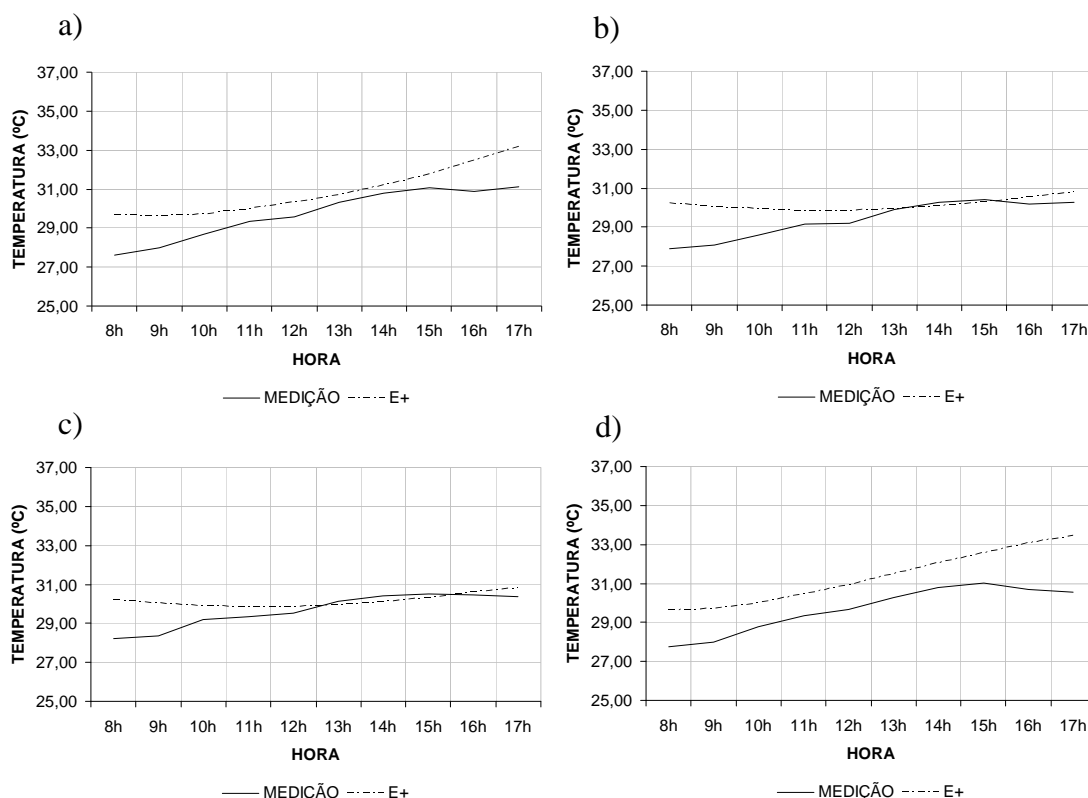 a)
TEMPERATURA (ºC)
37,00
35,00
33,00
31,00
29,00
27,00
25,00
8h 9h 10h 11h 12h 13h 14h 15h 16h 17h
HORA
MEDIÇÃO E+
b)
TEMPERATURA (ºC)
37,00
35,00
33,00
31,00
29,00
27,00
25,00
8h 9h 10h 11h 12h 13h 14h 15h 16h 17h
HORA
MEDIÇÃO E+
c)
TEMPERATURA (ºC)
37,00
35,00
33,00
31,00
29,00
27,00
25,00
8h 9h 10h 11h 12h 13h 14h 15h 16h 17h
HORA
MEDIÇÃO E+
d)
TEMPERATURA (ºC)
37,00
35,00
33,00
31,00
29,00
27,00
25,00
8h 9h 10h 11h 12h 13h 14h 15h 16h 17h
HORA
MEDIÇÃO E+